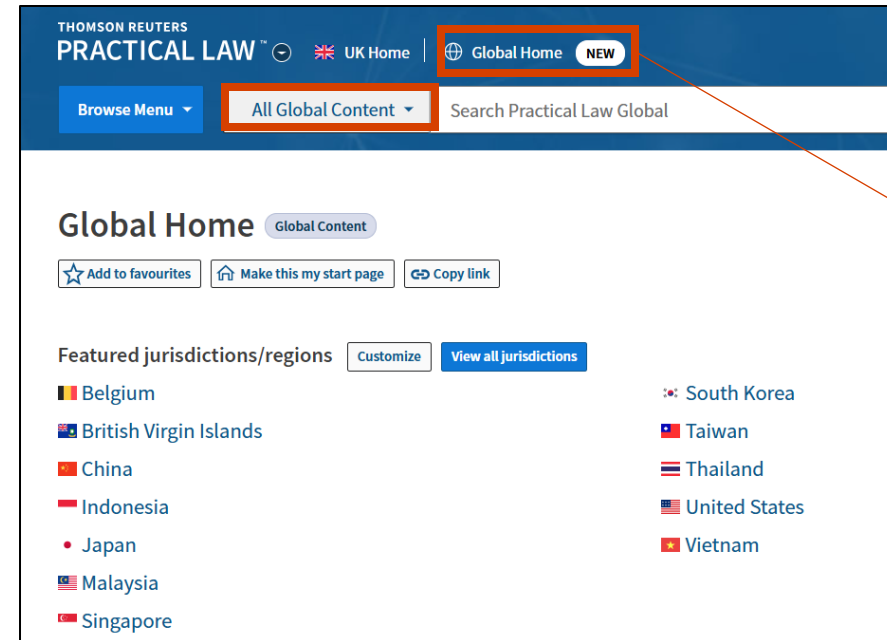 THOMSON REUTERS
PRACTICAL LAW™ UK Home Global Home NEW
Browse Menu All Global Content Search Practical Law Global
Global Home Global Content
Add to favourites Make this my start page Copy link
Featured jurisdictions/regions Customize View all jurisdictions
Belgium
British Virgin Islands
China
Indonesia
Japan
Malaysia
Singapore
South Korea
Taiwan
Thailand
United States
Vietnam